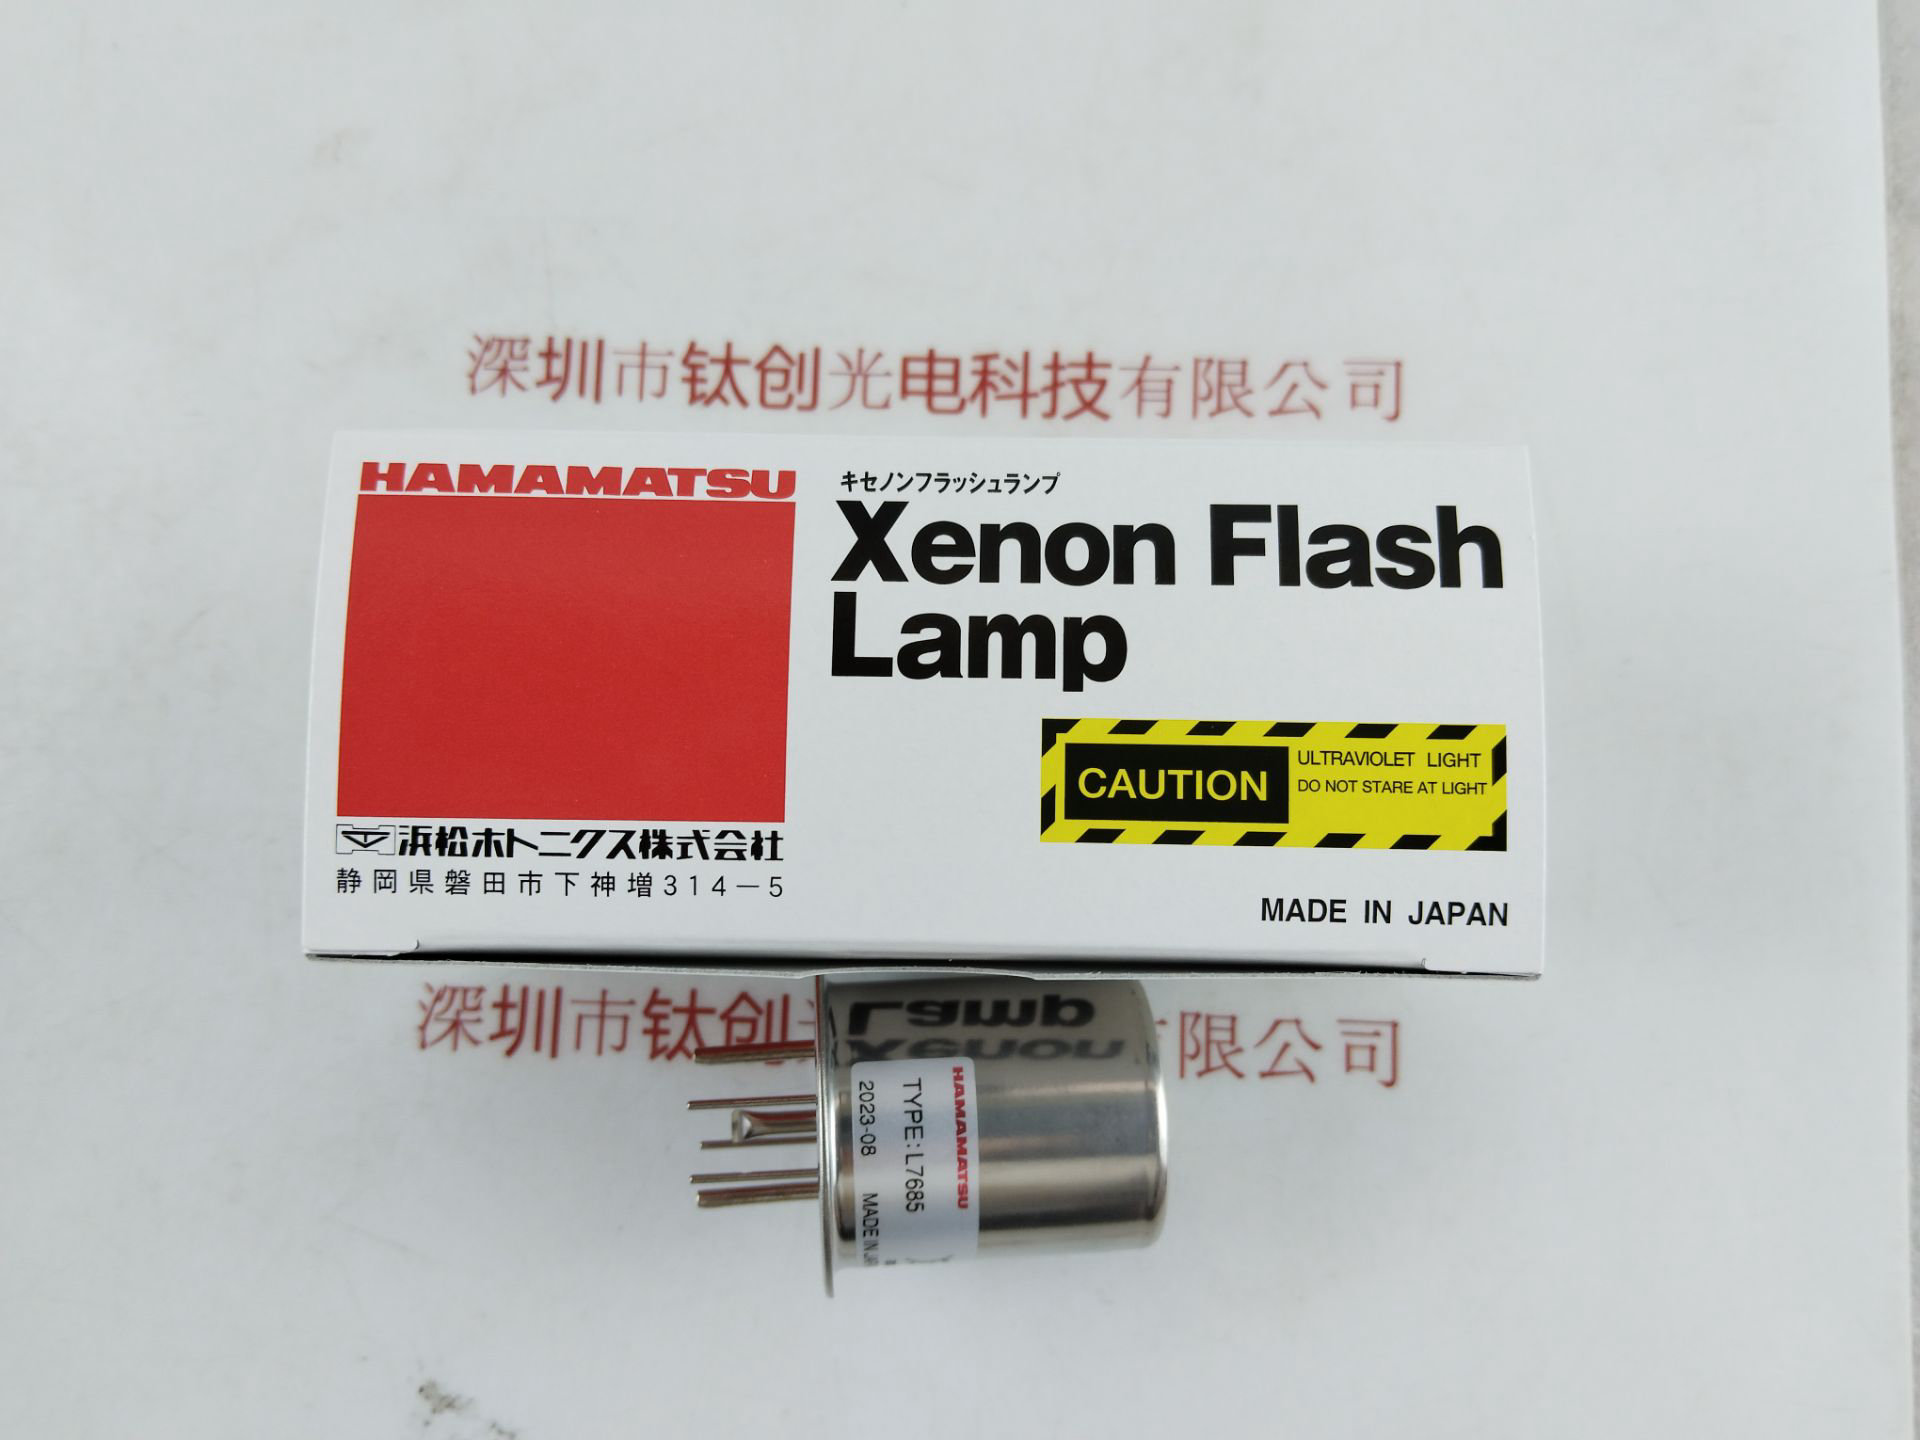 深圳市钛创光电科技有限公司
HAMAMATSU
浜松ホトニクス株式会社
静岡県磐田市下神増314−5
キセノンフラッシュランプ
Xenon Flash
Lamp
CAUTION
ULTRAVIOLET LIGHT
DO NOT STARE AT LIGHT
MADE IN JAPAN
深圳市钛创
限公司
Lamp
Xenon
HAMAMATSU
TYPE:L7685
2023-08 MADE IN